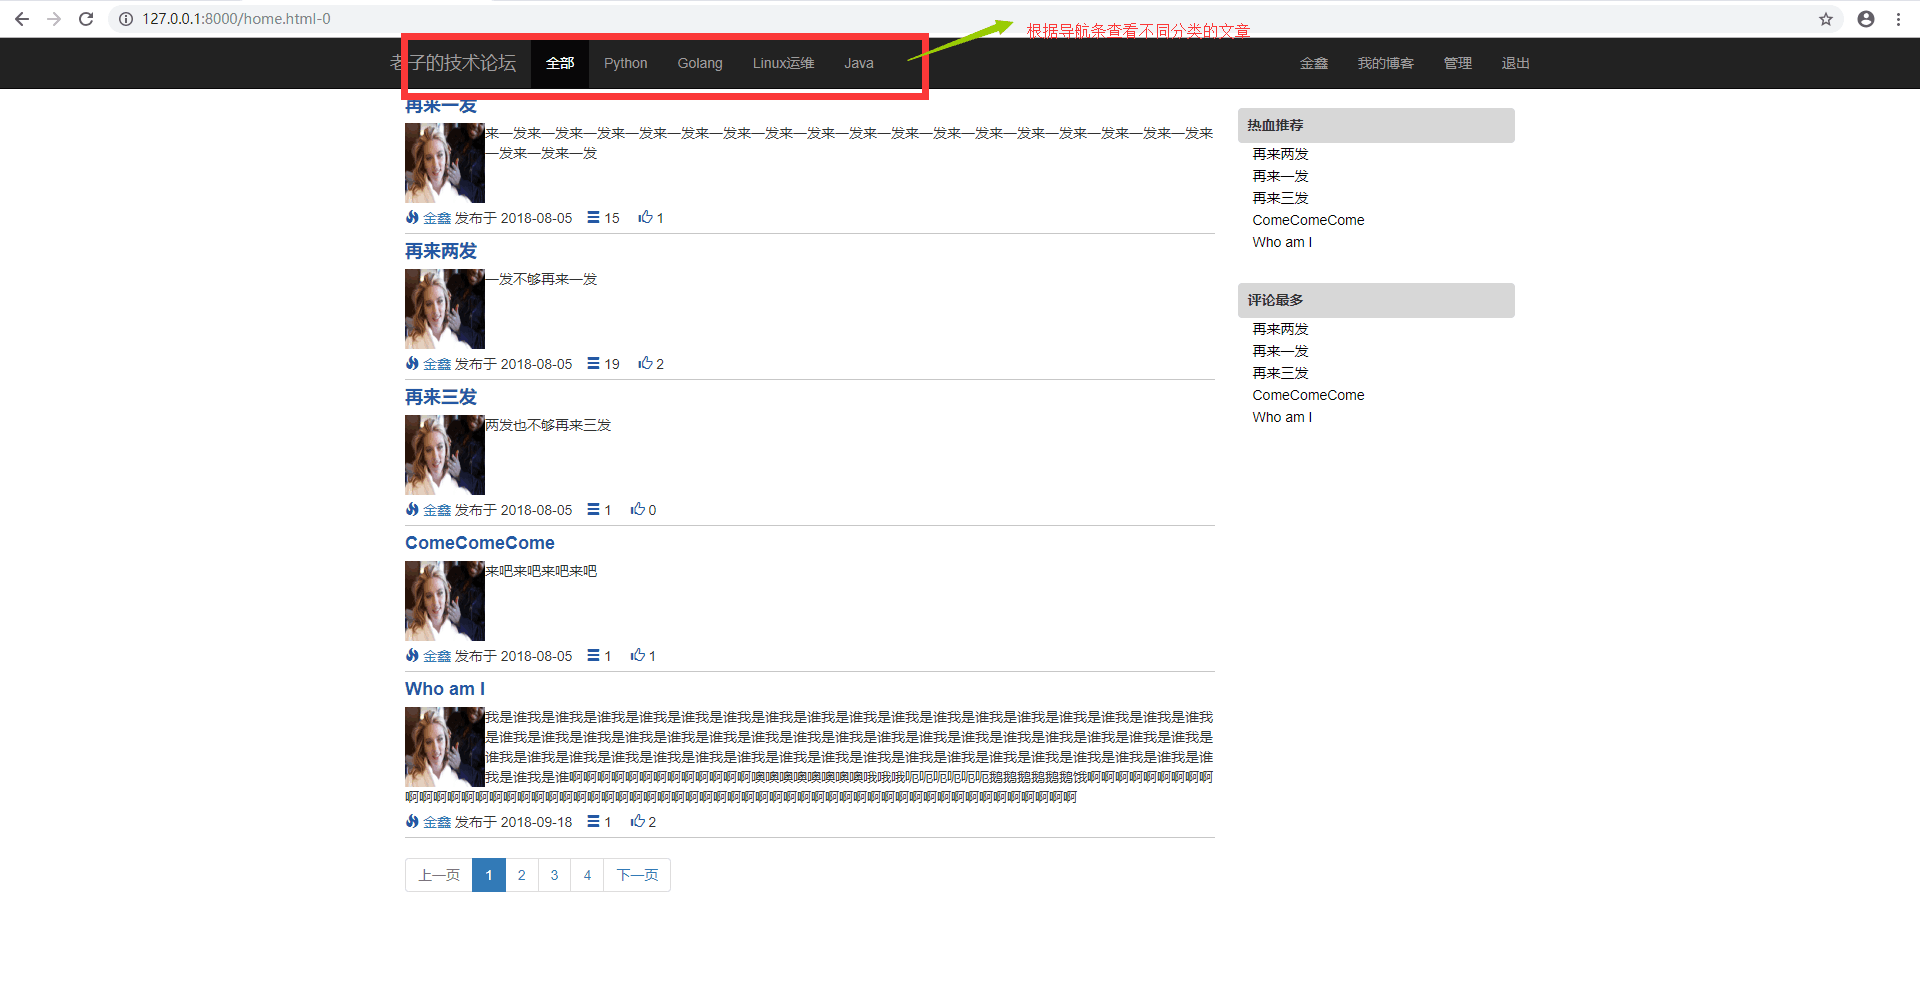 127.0.0.1:8000/home.html-0
根据导航条查看不同分类的文章
老子的技术论坛 全部 Python Golang Linux运维 Java 金鑫 我的博客 管理 退出
再来一发
来一发来一发来一发来一发来一发来一发来一发来一发来一发来一发来一发来一发来一发来一发来一发来一发来一发来
一发来一发来一发
金鑫 发布于 2018-08-05 15 1
再来两发
一发不够再来一发
金鑫 发布于 2018-08-05 19 2
再来三发
两发也不够再来三发
金鑫 发布于 2018-08-05 1 0
ComeComeCome
来吧来吧来吧来吧
金鑫 发布于 2018-08-05 1 1
Who am I
我是谁我是谁我是谁我是谁我是谁我是谁我是谁我是谁我是谁我是谁我是谁我是谁我是谁我是谁我是谁我是谁我是谁我
是谁我是谁我是谁我是谁我是谁我是谁我是谁我是谁我是谁我是谁我是谁我是谁我是谁我是谁我是谁我是谁我是谁我是
谁我是谁我是谁我是谁我是谁我是谁我是谁我是谁我是谁我是谁我是谁我是谁我是谁我是谁我是谁我是谁我是谁我是谁
我是谁我是谁啊啊啊啊啊啊啊啊啊啊啊啊啊噢噢噢噢噢噢噢噢哦哦哦呃呃呃呃呃呃鹅鹅鹅鹅鹅鹅饿啊啊啊啊啊啊啊啊啊
啊啊啊啊啊啊啊啊啊啊啊啊啊啊啊啊啊啊啊啊啊啊啊啊啊啊啊啊啊啊啊啊啊啊啊啊啊啊啊啊啊啊啊啊啊啊啊啊
金鑫 发布于 2018-09-18 1 2
上一页 1 2 3 4 下一页
热血推荐
再来两发
再来一发
再来三发
ComeComeCome
Who am I
评论最多
再来两发
再来一发
再来三发
ComeComeCome
Who am I